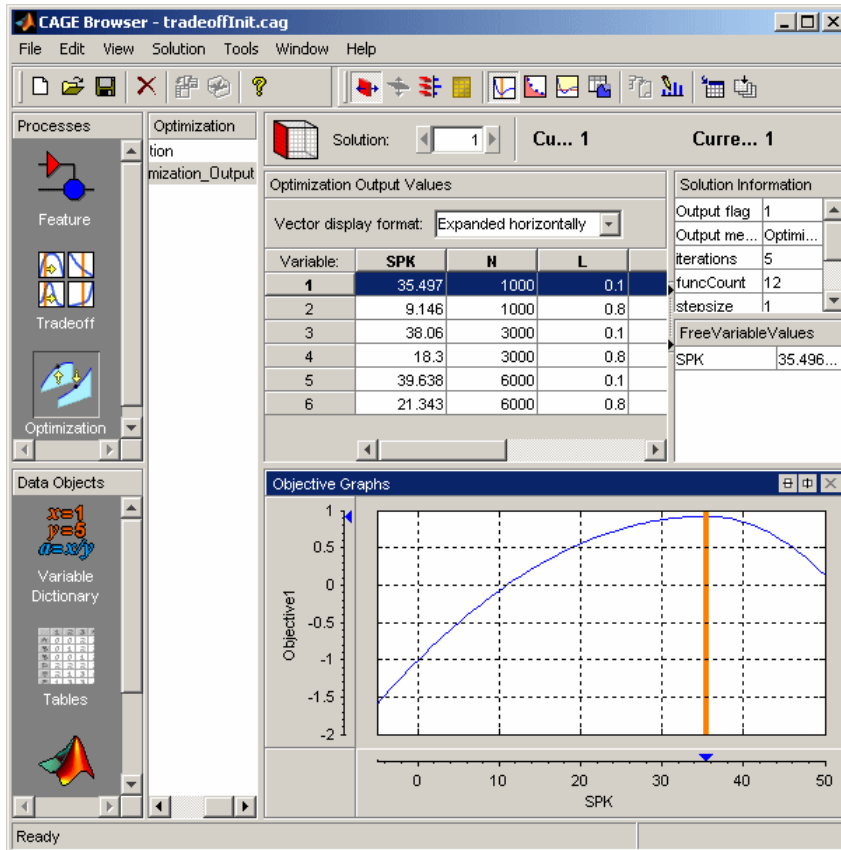 CAGE Browser - tradeoffInit.cag
File Edit View Solution Tools Window Help
Processes
Feature
Tradeoff
Optimization
Optimization
tion
mization_Output
Solution: 1 Cu... 1 Curre... 1
Optimization Output Values
Vector display format: Expanded horizontally
Variable: SPK N L
1 35.497 1000 0.1
2 9.146 1000 0.8
3 38.06 3000 0.1
4 18.3 3000 0.8
5 39.638 6000 0.1
6 21.343 6000 0.8
Solution Information
Output flag 1
Output me... Optimi...
iterations 5
funcCount 12
stepsize 1
FreeVariableValues
SPK 35.496...
Data Objects
x=1
y=5
a=x/y
Variable
Dictionary
Tables
Objective Graphs
Objective1
1
0.5
0
-0.5
-1
-1.5
-2
0 10 20 30 40 50
SPK
Ready